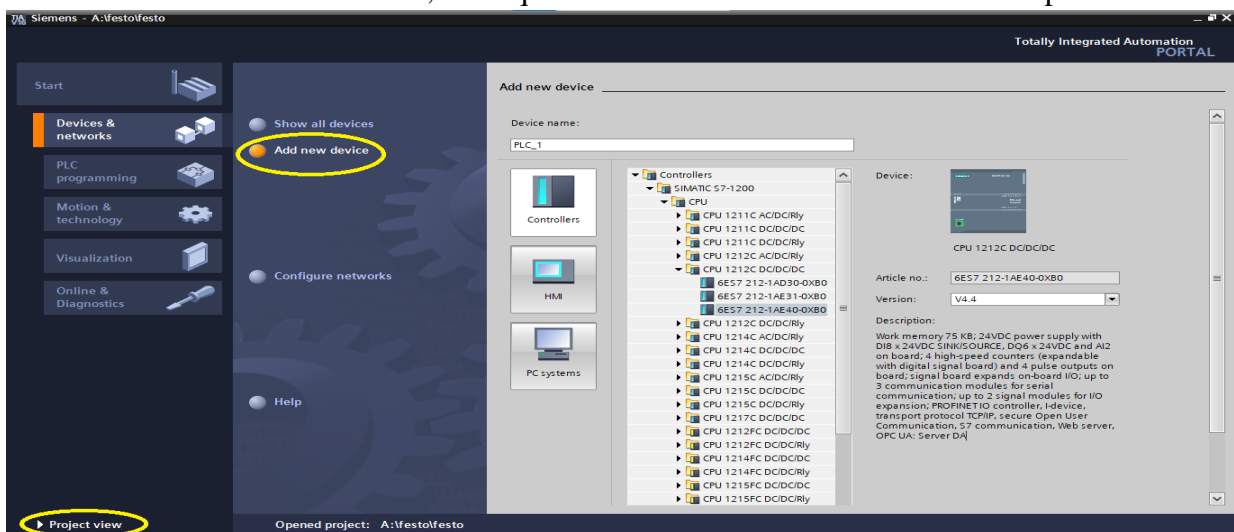 Siemens - A:\festo\festo
Totally Integrated Automation
PORTAL
Start
Devices &
networks
PLC
programming
Motion &
technology
Visualization
Online &
Diagnostics
Project view
Show all devices
Add new device
Configure networks
Help
Opened project: A:\festo\festo
Add new device
Device name:
PLC_1
Controllers
HMI
PC systems
Controllers
SIMATIC S7-1200
CPU
CPU 1211C AC/DC/Rly
CPU 1211C DC/DC/DC
CPU 1211C DC/DC/Rly
CPU 1212C AC/DC/Rly
CPU 1212C DC/DC/DC
6ES7 212-1AD30-0XB0
6ES7 212-1AE31-0XB0
6ES7 212-1AE40-0XB0
CPU 1212C DC/DC/Rly
CPU 1214C AC/DC/Rly
CPU 1214C DC/DC/DC
CPU 1214C DC/DC/Rly
CPU 1215C AC/DC/Rly
CPU 1215C DC/DC/DC
CPU 1215C DC/DC/Rly
CPU 1217C DC/DC/DC
CPU 1212FC DC/DC/DC
CPU 1212FC DC/DC/Rly
CPU 1214FC DC/DC/DC
CPU 1214FC DC/DC/Rly
CPU 1215FC DC/DC/DC
CPU 1215FC DC/DC/Rly
Device:
CPU 1212C DC/DC/DC
Article no.: 6ES7 212-1AE40-0XB0
Version: V4.4
Description:
Work memory 75 KB; 24VDC power supply with
DI8 x 24VDC SINK/SOURCE, DQ6 x 24VDC and AI2
on board; 4 high-speed counters (expandable
with digital signal board) and 4 pulse outputs on
board; signal board expands on-board I/O; up to
3 communication modules for serial
communication; up to 2 signal modules for I/O
expansion; PROFINET IO controller, I-device,
transport protocol TCP/IP, secure Open User
Communication, S7 communication, Web server,
OPC UA: Server DA